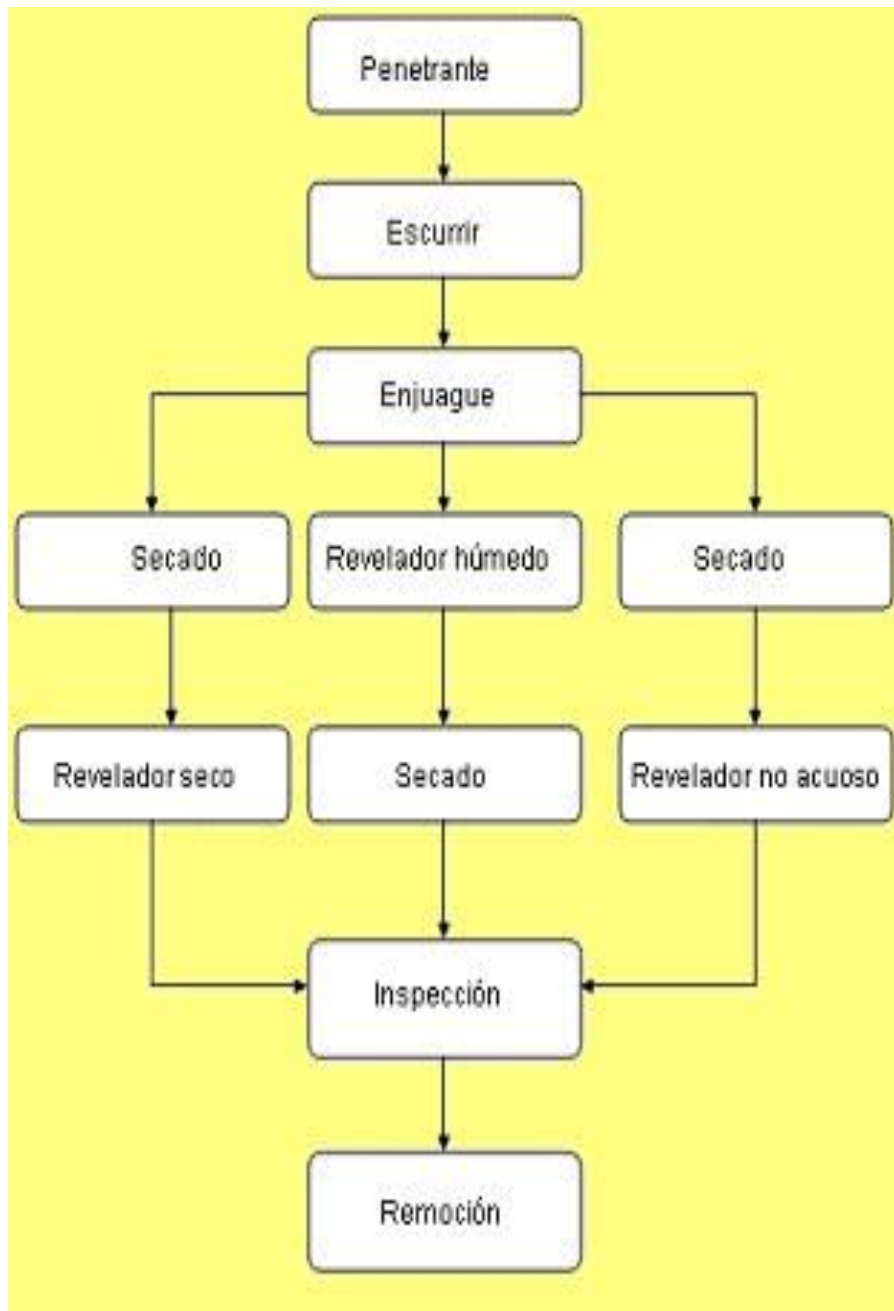 Penetrante
Escurrir
Enjuague
Secado
Revelador húmedo
Secado
Revelador seco
Secado
Revelador no acuoso
Inspección
Remoción